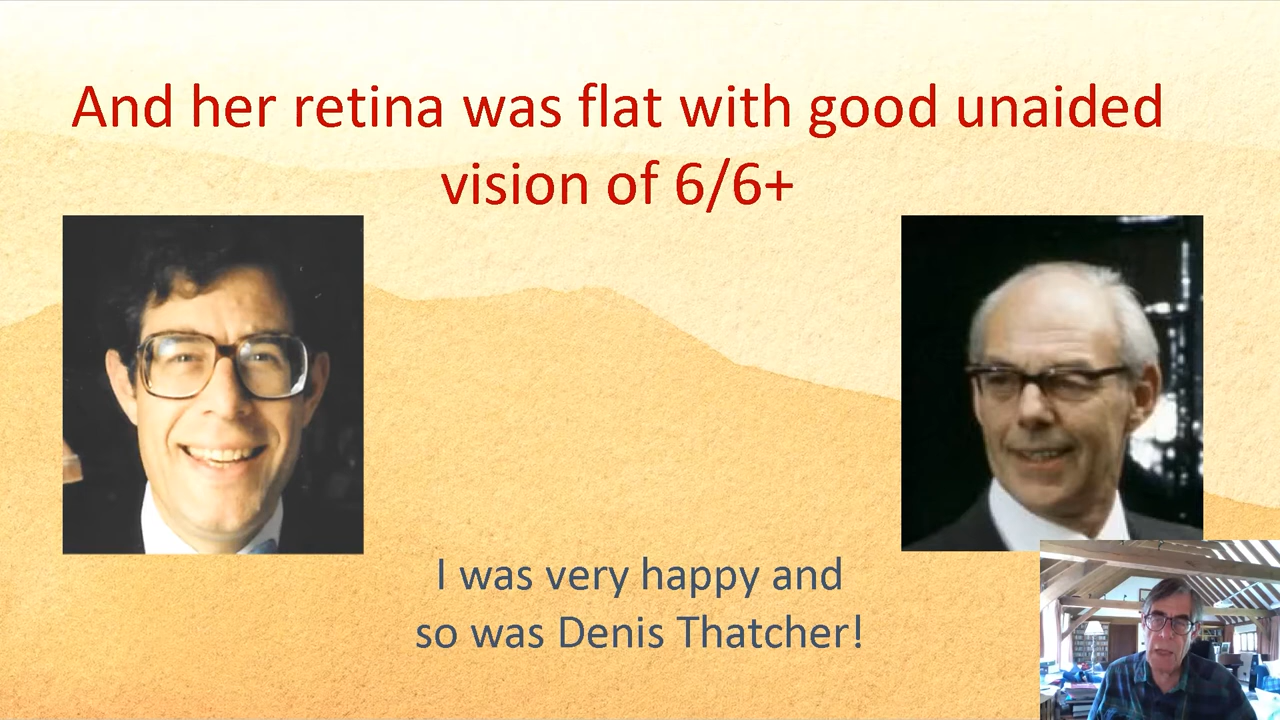 And her retina was flat with good unaided
vision of 6/6+
I was very happy and
so was Denis Thatcher!